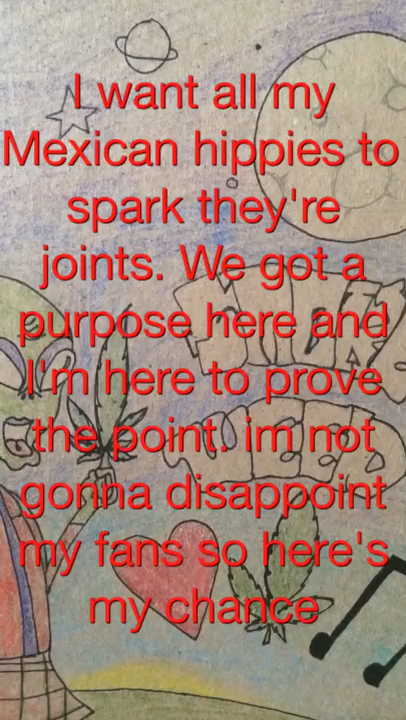 I want all my
Mexican hippies to
spark they're
joints. We got a
purpose here and
I'm here to prove
the point. im not
gonna disappoint
my fans so here's
my chance